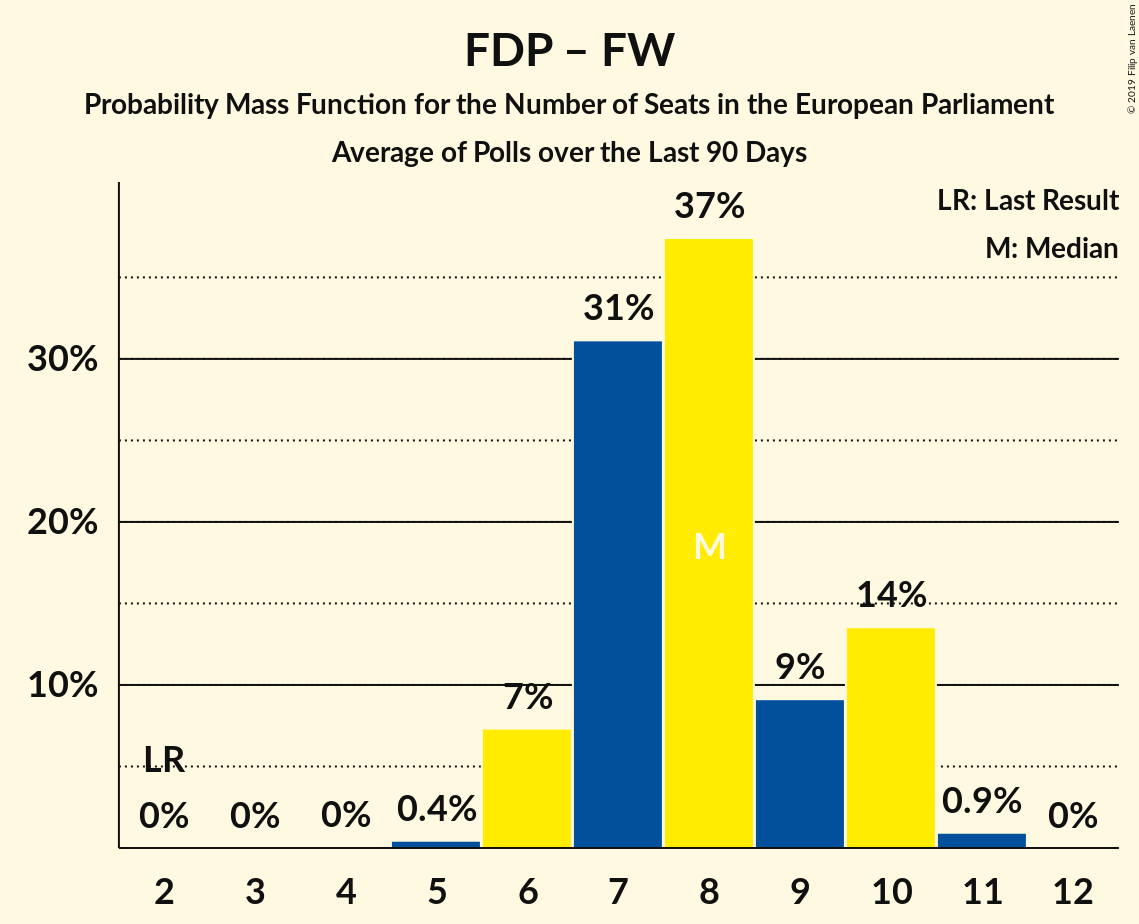 FDP – FW
Probability Mass Function for the Number of Seats in the European Parliament
Average of Polls over the Last 90 Days
© 2019 Filip van Laenen
LR: Last Result
M: Median
37%
31%
30%
20%
M
14%
9%
10%
7%
LR
0%
0%
0%
0.4%
0.9%
0%
2 3 4 5 6 7 8 9 10 11 12